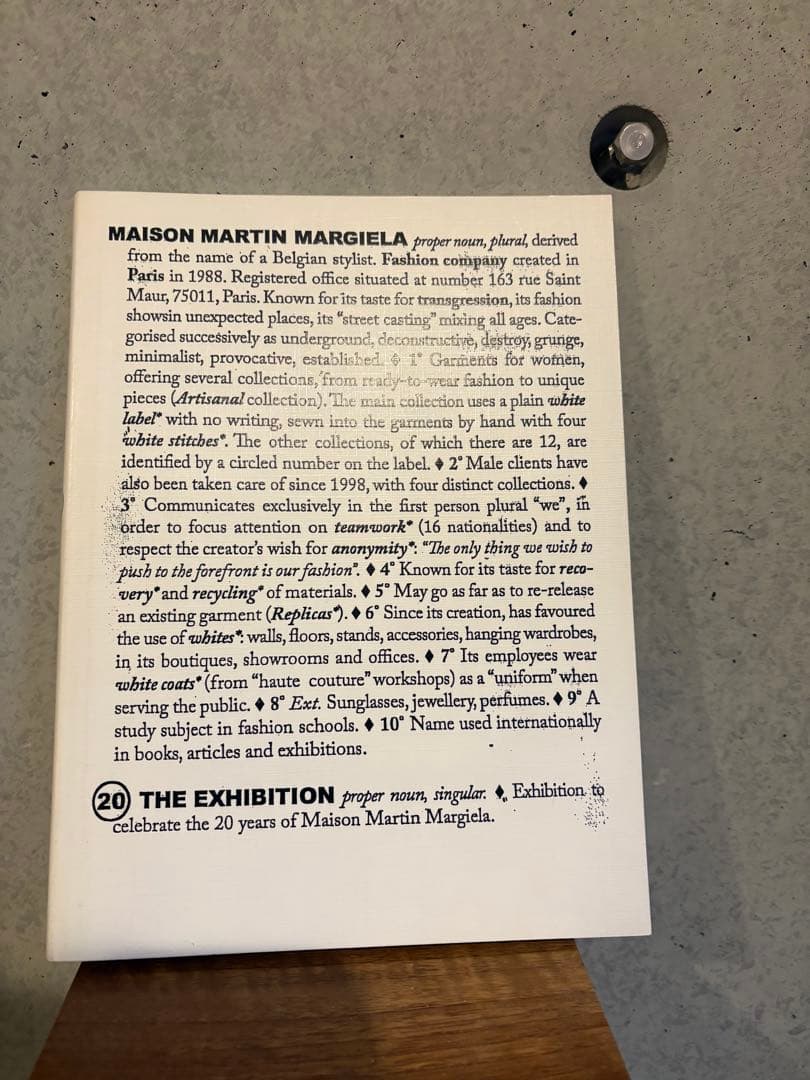 MAISON MARTIN MARGIELA proper noun, plural, derived
from the name of a Belgian stylist. Fashion company created in
Paris in 1988. Registered office situated at number 163 rue Saint
Maur, 75011, Paris. Known for its taste for transgression, its fashion
showsin unexpected places, its “street casting” mixing all ages. Cate-
gorised successively as underground, deconstructive, destroy, grunge,
minimalist, provocative, established. ♦ 1° Garments for women,
offering several collections, from ready-to-wear fashion to unique
pieces (Artisanal collection). The main collection uses a plain white
label* with no writing, sewn into the garments by hand with four
white stitches*. The other collections, of which there are 12, are
identified by a circled number on the label. ♦ 2° Male clients have
also been taken care of since 1998, with four distinct collections. ♦
3° Communicates exclusively in the first person plural “we”, in
order to focus attention on teamwork* (16 nationalities) and to
respect the creator’s wish for anonymity*: “The only thing we wish to
push to the forefront is our fashion”. ♦ 4° Known for its taste for reco-
very* and recycling* of materials. ♦ 5° May go as far as to re-release
an existing garment (Replicas*). ♦ 6° Since its creation, has favoured
the use of whites*: walls, floors, stands, accessories, hanging wardrobes,
in its boutiques, showrooms and offices. ♦ 7° Its employees wear
white coats* (from “haute couture” workshops) as a “uniform” when
serving the public. ♦ 8° Ext. Sunglasses, jewellery, perfumes. ♦ 9° A
study subject in fashion schools. ♦ 10° Name used internationally
in books, articles and exhibitions.
20 THE EXHIBITION proper noun, singular. ♦ Exhibition to
celebrate the 20 years of Maison Martin Margiela.